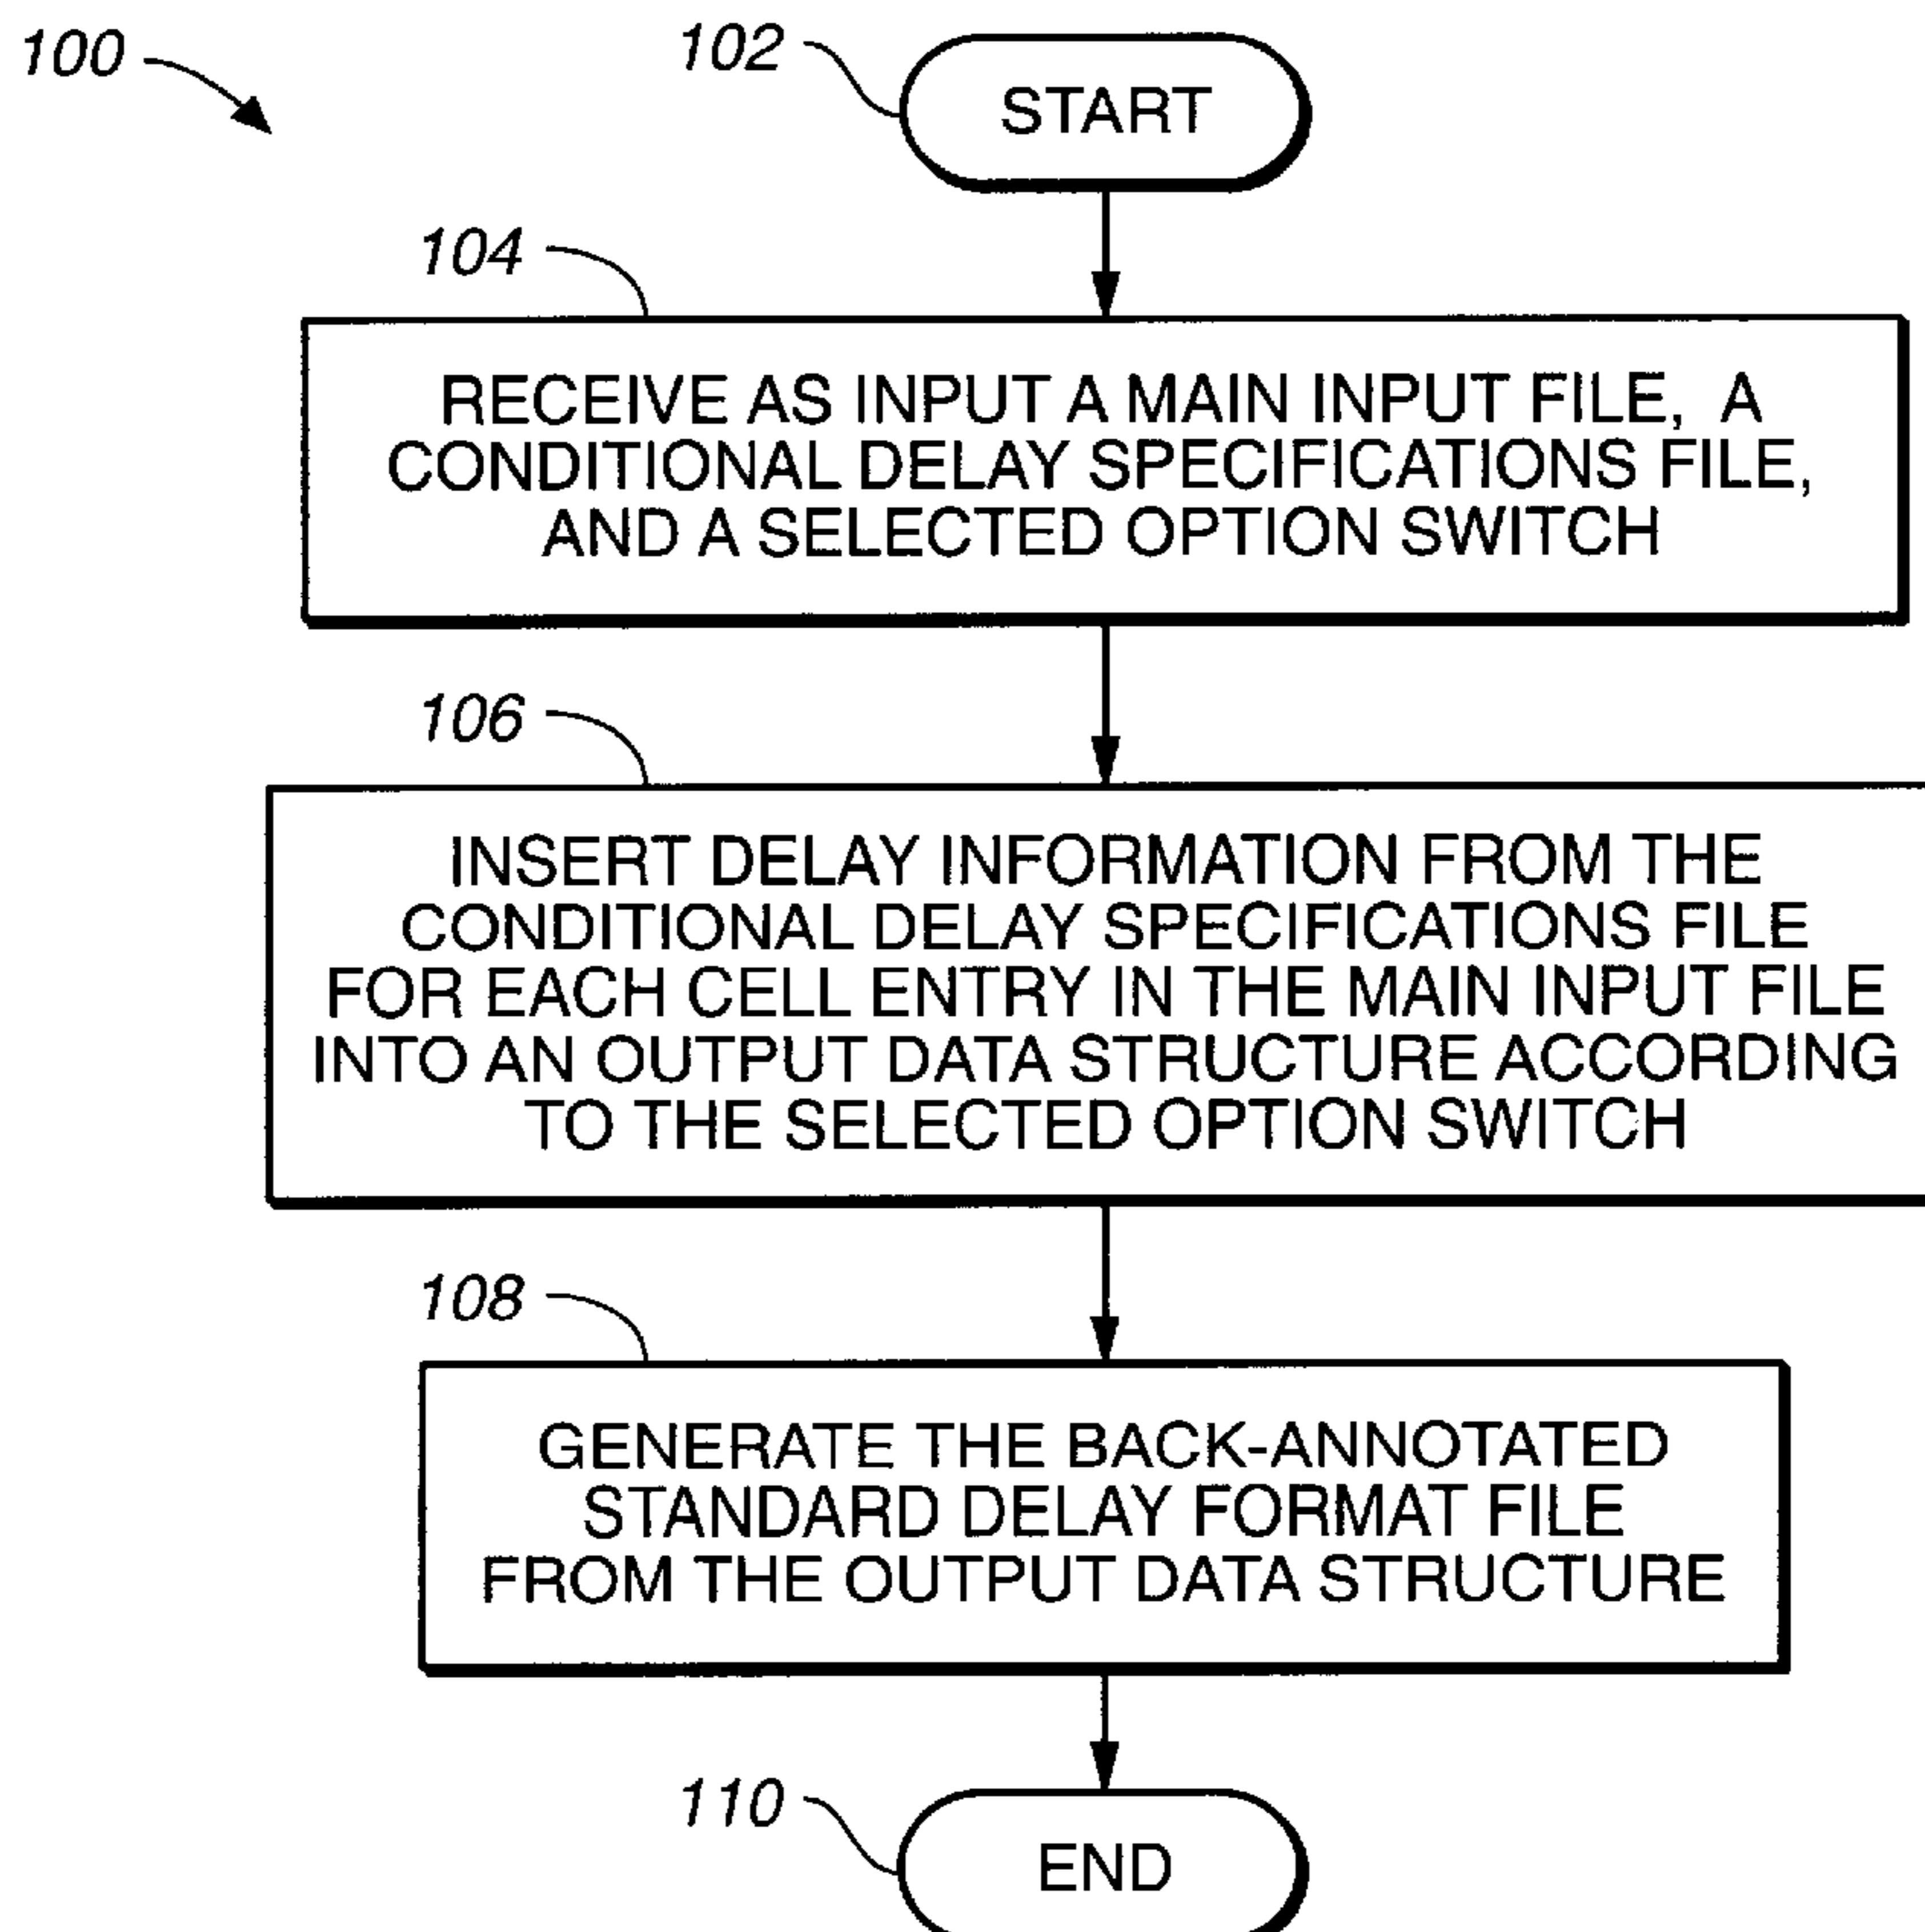 100
102
START
104
RECEIVE AS INPUT A MAIN INPUT FILE, A
CONDITIONAL DELAY SPECIFICATIONS FILE,
AND A SELECTED OPTION SWITCH
106
INSERT DELAY INFORMATION FROM THE
CONDITIONAL DELAY SPECIFICATIONS FILE
FOR EACH CELL ENTRY IN THE MAIN INPUT FILE
INTO AN OUTPUT DATA STRUCTURE ACCORDING
TO THE SELECTED OPTION SWITCH
108
GENERATE THE BACK-ANNOTATED
STANDARD DELAY FORMAT FILE
FROM THE OUTPUT DATA STRUCTURE
110
END